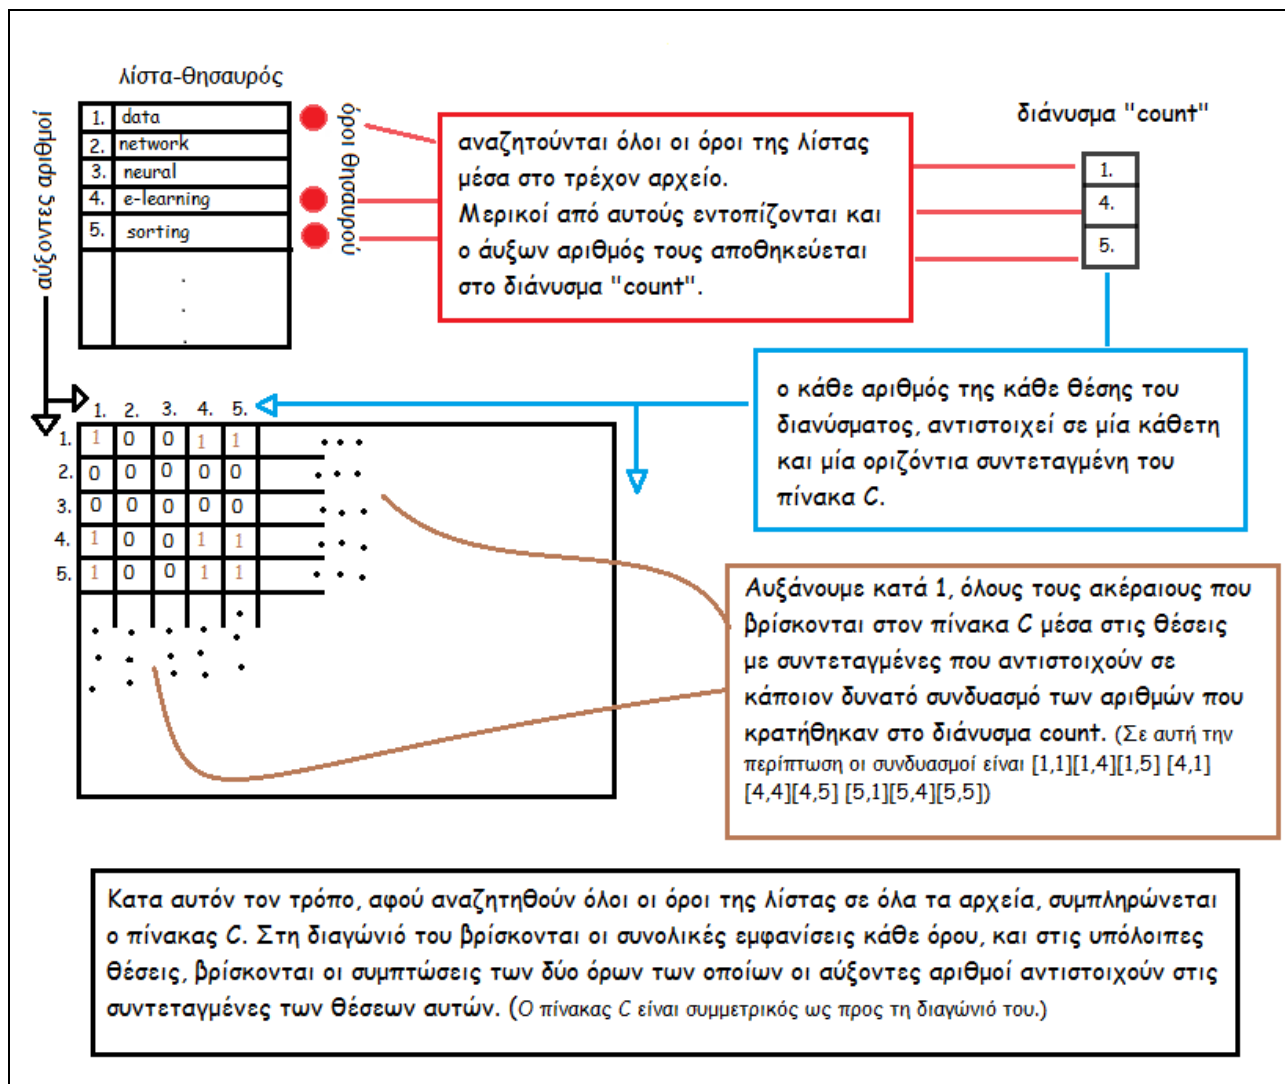 λίστα-θησαυρός
αύξοντες αριθμοί
1. data
2. network
3. neural
4. e-learning
5. sorting
όροι θησαυρού
αναζητούνται όλοι οι όροι της λίστας
μέσα στο τρέχον αρχείο.
Μερικοί από αυτούς εντοπίζονται και
ο άυξων αριθμός τους αποθηκεύεται
στο διάνυσμα "count".
διάνυσμα "count"
1.
4.
5.
ο κάθε αριθμός της κάθε θέσης του
διανύσματος, αντιστοιχεί σε μία κάθετη
και μία οριζόντια συντεταγμένη του
πίνακα C.
1. 2. 3. 4. 5.
1. 1 0 0 1 1
2. 0 0 0 0 0
3. 0 0 0 0 0
4. 1 0 0 1 1
5. 1 0 0 1 1
Αυξάνουμε κατά 1, όλους τους ακέραιους που
βρίσκονται στον πίνακα C μέσα στις θέσεις
με συντεταγμένες που αντιστοιχούν σε
κάποιον δυνατό συνδυασμό των αριθμών που
κρατήθηκαν στο διάνυσμα count. (Σε αυτή την
περίπτωση οι συνδυασμοί είναι [1,1][1,4][1,5] [4,1]
[4,4][4,5] [5,1][5,4][5,5])
Κατα αυτόν τον τρόπο, αφού αναζητηθούν όλοι οι όροι της λίστας σε όλα τα αρχεία, συμπληρώνεται
ο πίνακας C. Στη διαγώνιό του βρίσκονται οι συνολικές εμφανίσεις κάθε όρου, και στις υπόλοιπες
θέσεις, βρίσκονται οι συμπτώσεις των δύο όρων των οποίων οι αύξοντες αριθμοί αντιστοιχούν στις
συντεταγμένες των θέσεων αυτών. (Ο πίνακας C είναι συμμετρικός ως προς τη διαγώνιό του.)